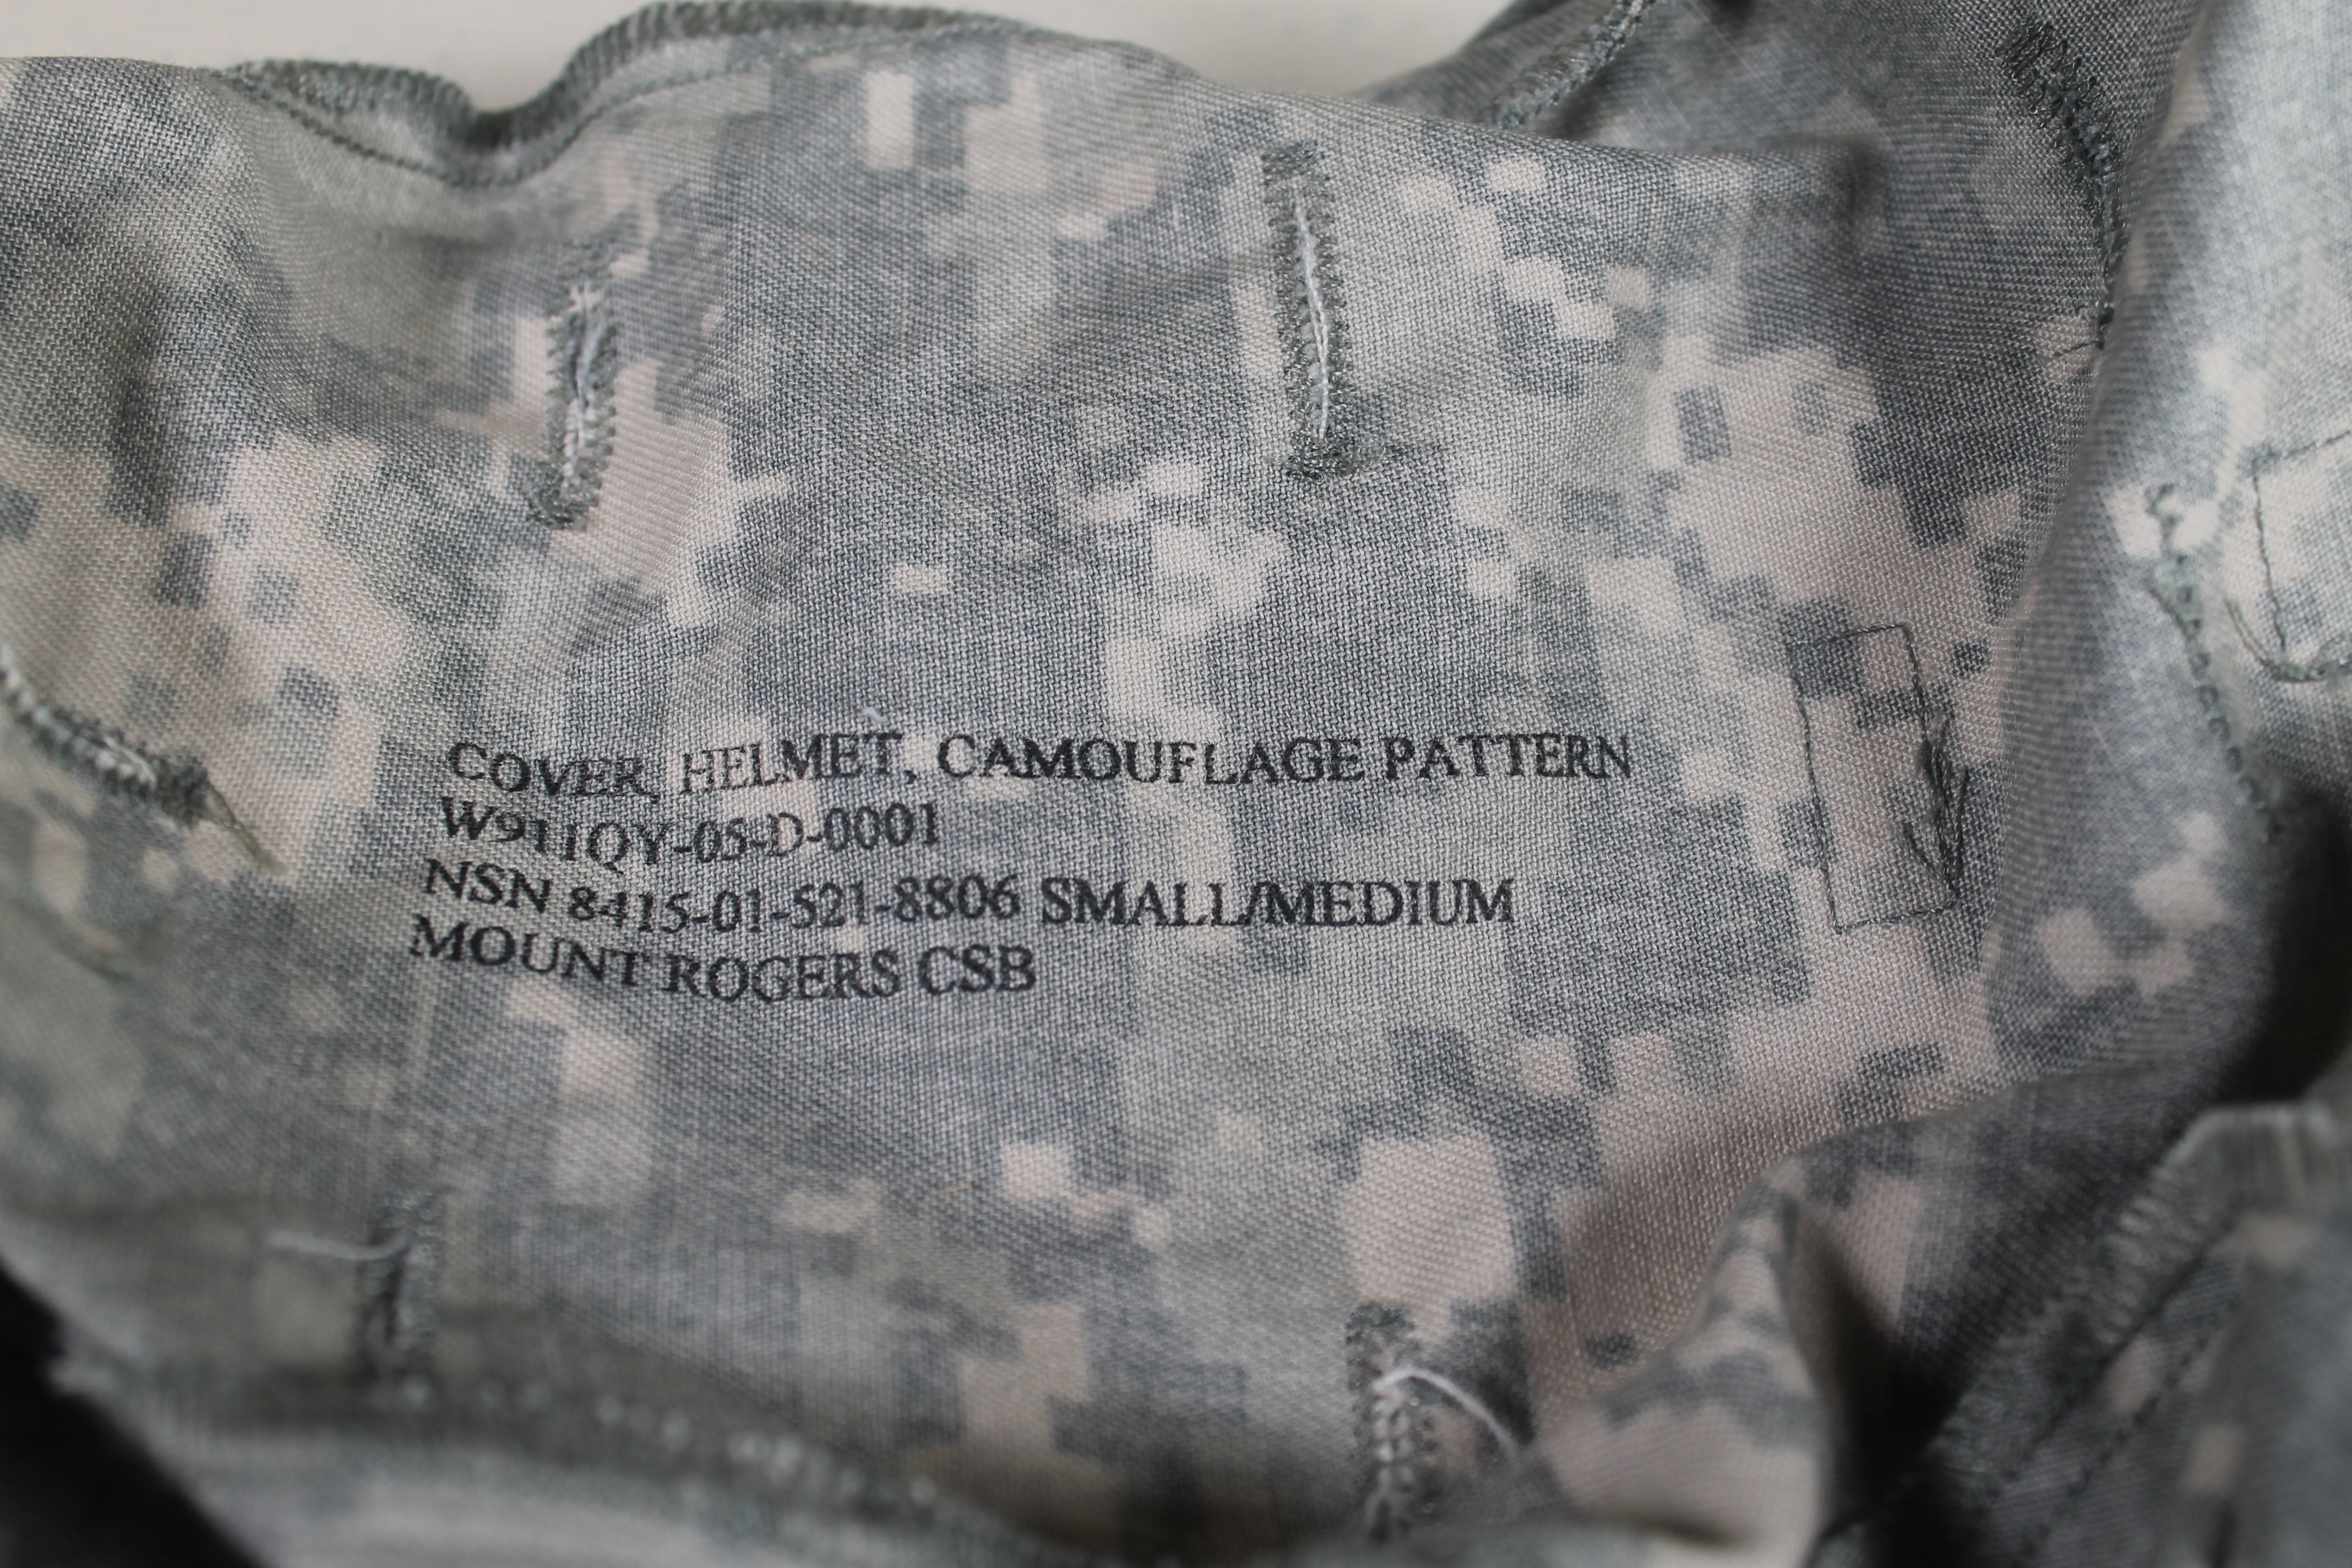 COVER, HELMET, CAMOUFLAGE PATTERN
W911QY-05-D-0001
NSN 8415-01-521-8806 SMALL/MEDIUM
MOUNT ROGERS CSB